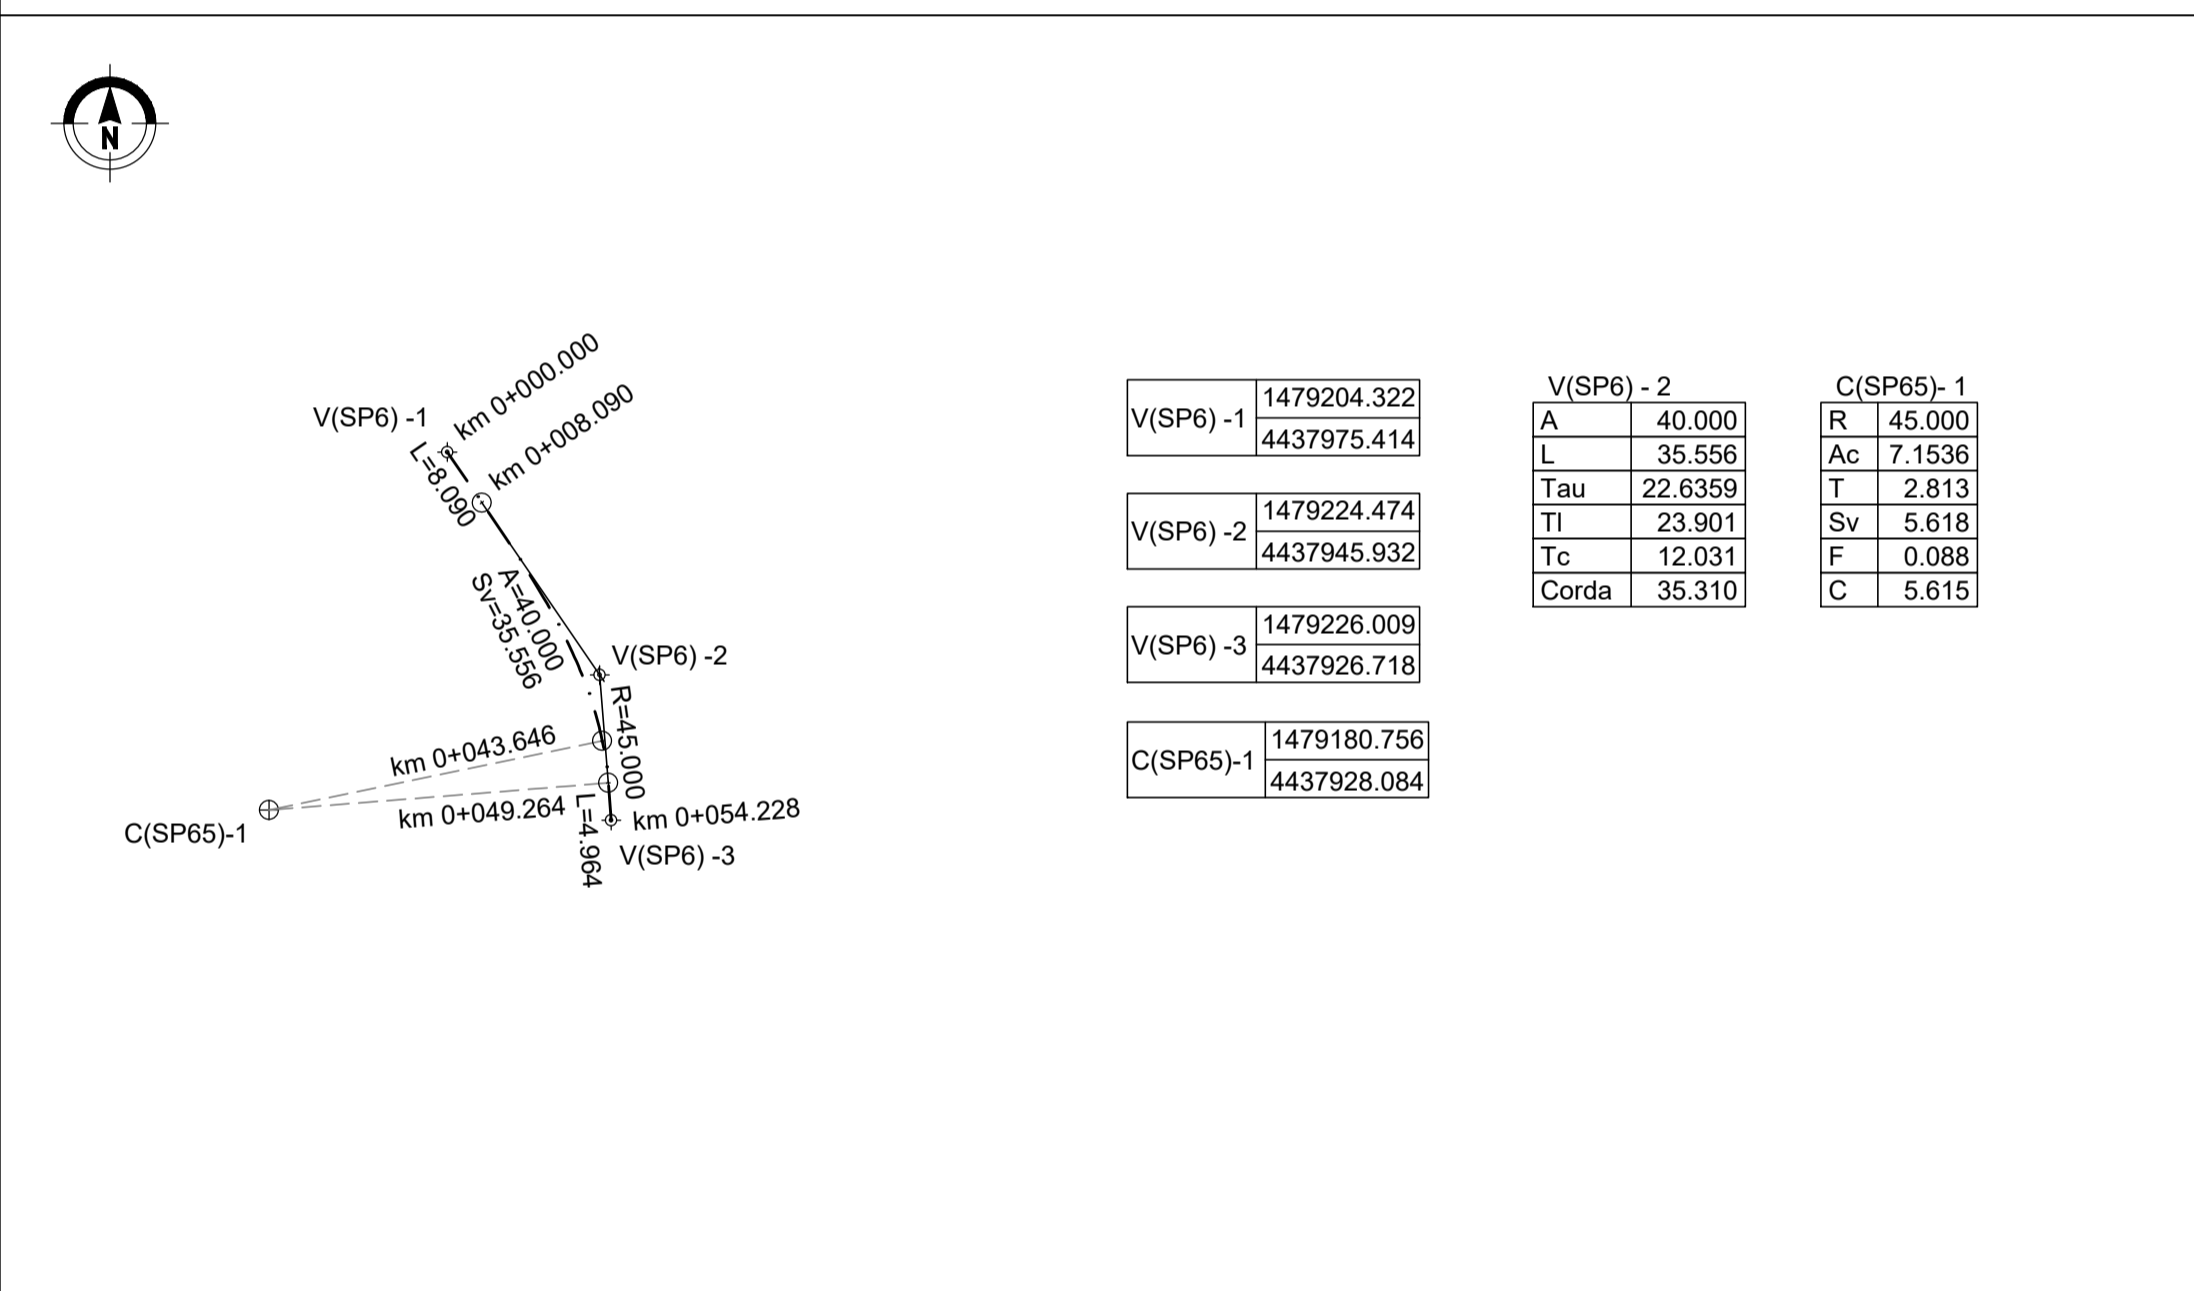 N
km 0+000.000
V(SP6) -1
km 0+008.090
L=8.090
A=40.000
Sv=35.556
V(SP6) -2
R=45.000
km 0+043.646
km 0+049.264
C(SP65)-1
L=4.964
km 0+054.228
V(SP6) -3
V(SP6) -1
1479204.322
4437975.414
V(SP6) -2
1479224.474
4437945.932
V(SP6) -3
1479226.009
4437926.718
C(SP65)-1
1479180.756
4437928.084
V(SP6) - 2
A 40.000
L 35.556
Tau 22.6359
Tl 23.901
Tc 12.031
Corda 35.310
C(SP65)- 1
R 45.000
Ac 7.1536
T 2.813
Sv 5.618
F 0.088
C 5.615